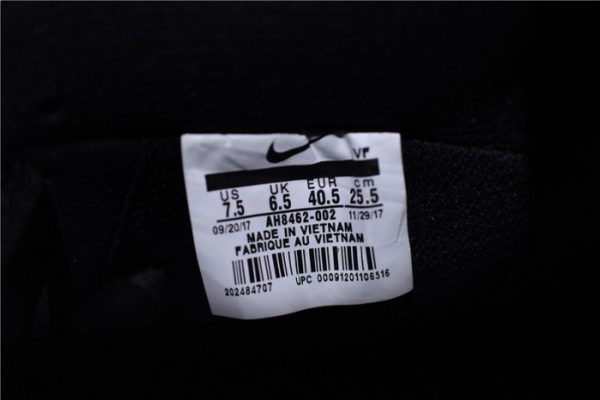 VF
US UK EUR cm
7.5 6.5 40.5 25.5
09/20/17 AH8462-002 11/29/17
MADE IN VIETNAM
FABRIQUE AU VIETNAM
202484707 UPC 00091201106516